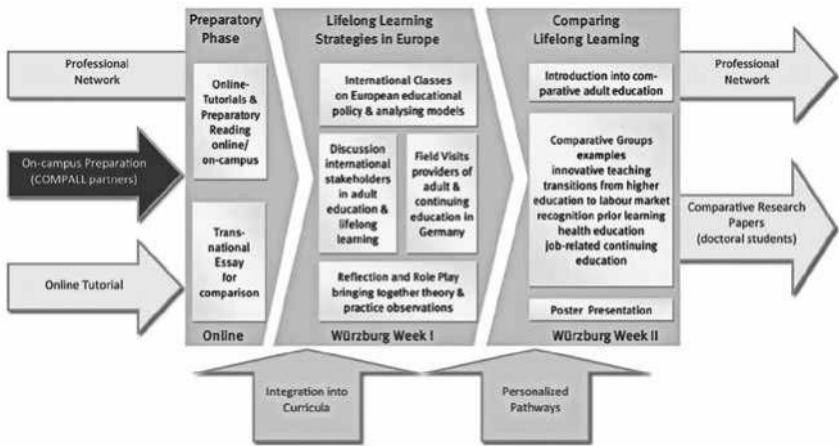 Preparatory
Phase
Lifelong Learning
Strategies in Europe
Comparing
Lifelong Learning
Professional
Network
On-campus Preparation
(COMPALL partners)
Online Tutorial
Online-
Tutorials &
Preparatory
Reading
online/
on-campus
Trans-
national
Essay
for
comparison
Online
International Classes
on European educational
policy & analysing models
Discussion
international
stakeholders
in adult
education &
lifelong
learning
Field Visits
providers of
adult &
continuing
education in
Germany
Reflection and Role Play
bringing together theory &
practice observations
Würzburg Week I
Introduction into com-
parative adult education
Comparative Groups
examples
innovative teaching
transitions from higher
education to labour market
recognition prior learning
health education
job-related continuing
education
Poster Presentation
Würzburg Week II
Professional
Network
Comparative Research
Papers
(doctoral students)
Integration into
Curricula
Personalized
Pathways